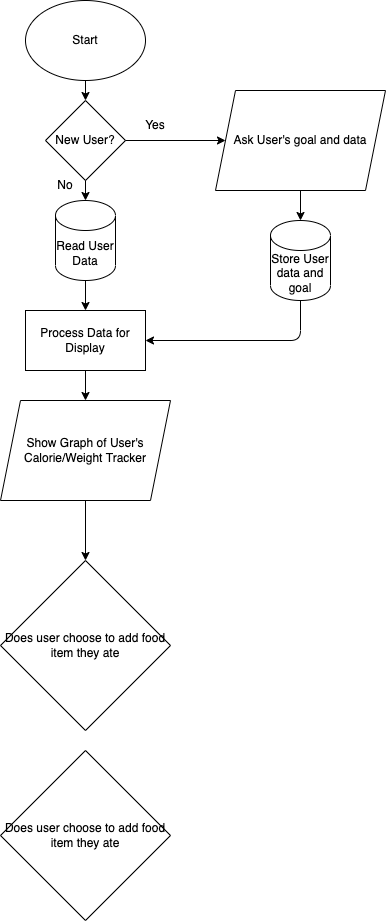 Start
New User?
Yes
Ask User's goal and data
No
Read User
Data
Store User
data and
goal
Process Data for
Display
Show Graph of User's
Calorie/Weight Tracker
Does user choose to add food
item they ate
Does user choose to add food
item they ate